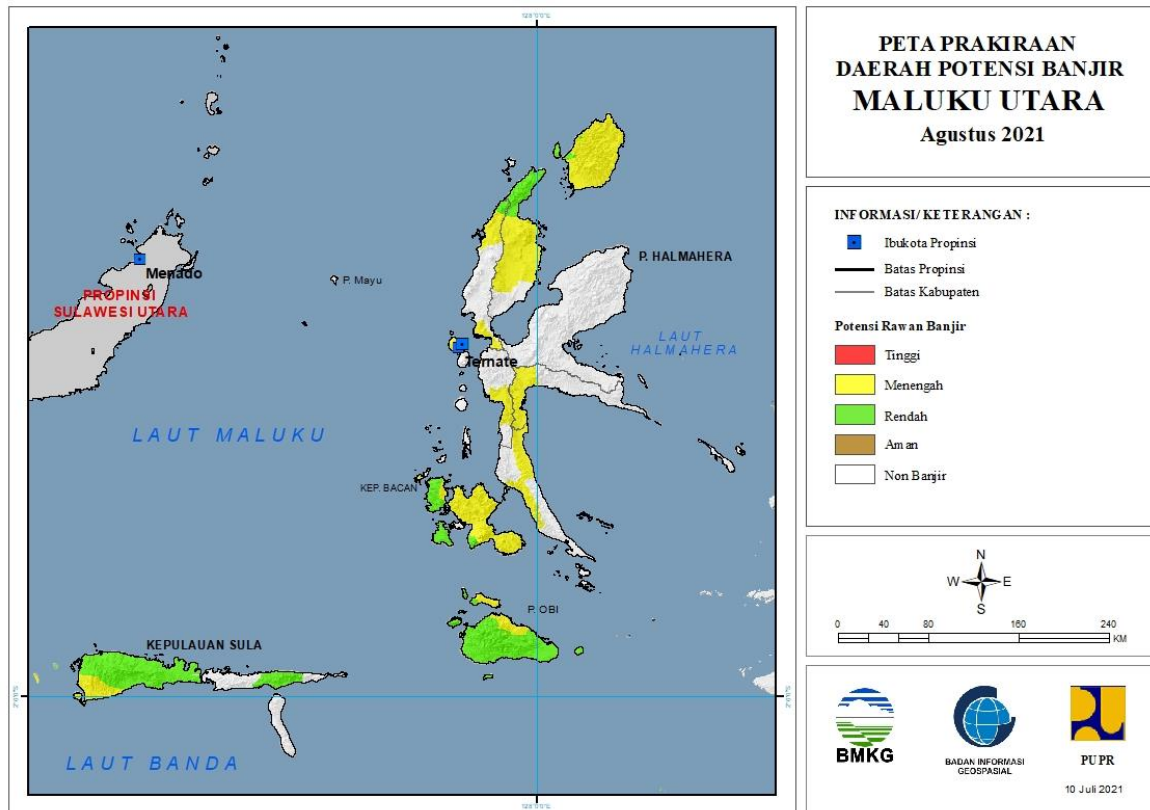 PETA PRAKIRAAN
DAERAH POTENSI BANJIR
MALUKU UTARA
Agustus 2021
INFORMASI/ KETERANGAN :
Ibukota Propinsi
Batas Propinsi
Batas Kabupaten
Potensi Rawan Banjir
Tinggi
Menengah
Rendah
Aman
Non Banjir
N
W E
S
0 40 80 160 240
KM
BMKG
BADAN INFORMASI
GEOSPASIAL
PUPR
10 Juli 2021
P. HALMAHERA
Menado
P. Mayu
PROPINSI
SULAWESI UTARA
LAUT
HALMAHERA
Ternate
LAUT MALUKU
KEP. BACAN
P. OBI
KEPULAUAN SULA
LAUT BANDA